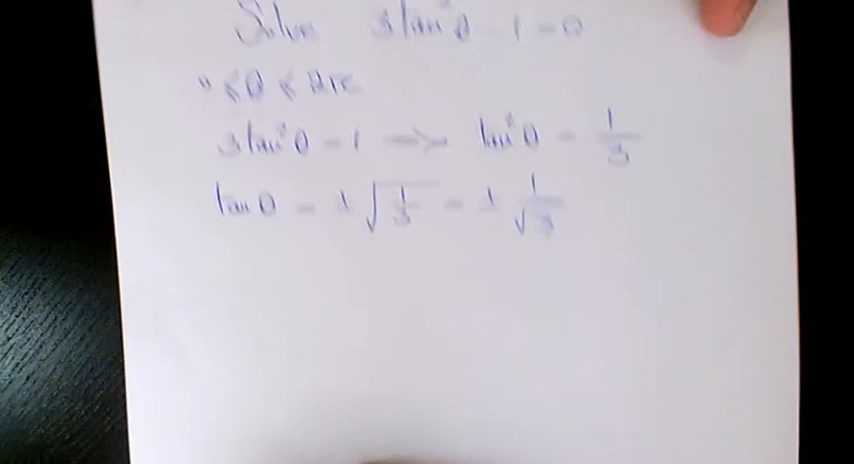 Solve 3tan²θ - 1 = 0
0 ≤ θ ≤ 2π
3tan²θ = 1 ⟹ tan²θ = 1/3
tanθ = ± √(1/3) = ± 1/√3